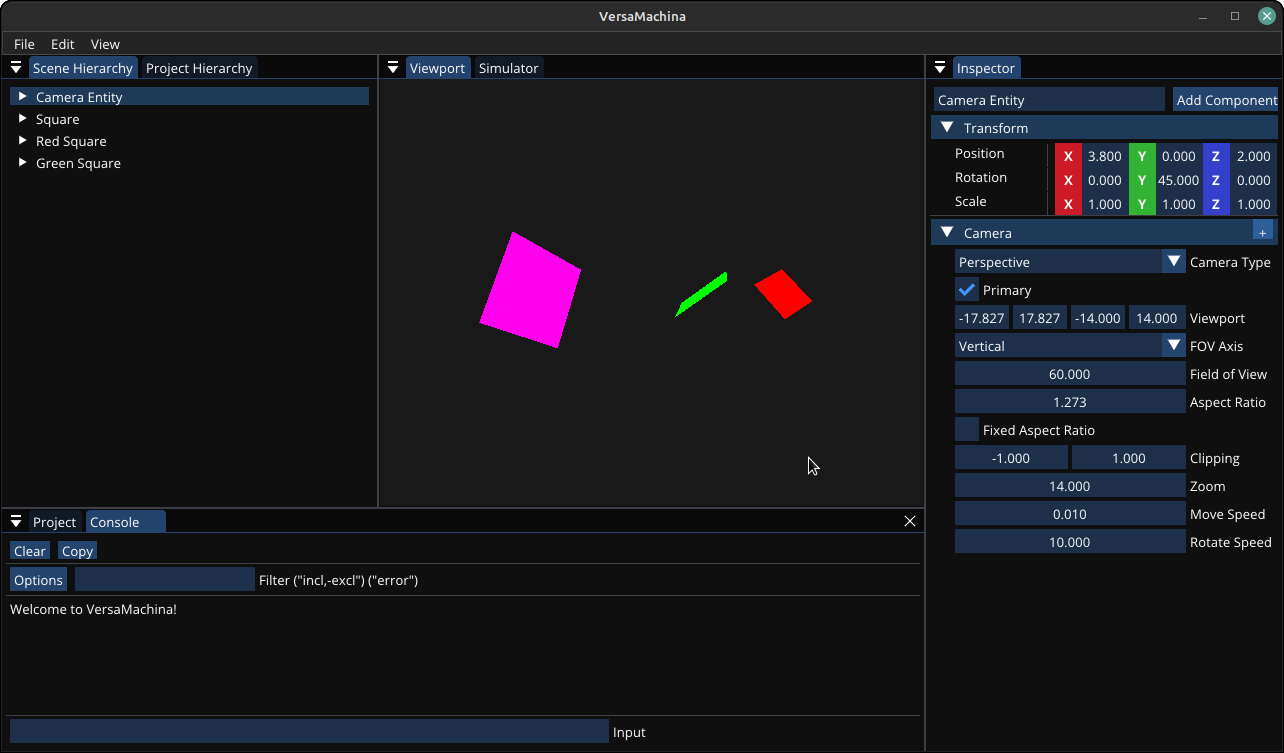 VersaMachina
File Edit View
Scene Hierarchy Project Hierarchy
Camera Entity
Square
Red Square
Green Square
Viewport Simulator
Project Console
Clear Copy
Options Filter ("incl,-excl") ("error")
Welcome to VersaMachina!
Input
Inspector
Camera Entity Add Component
Transform
Position X 3.800 Y 0.000 Z 2.000
Rotation X 0.000 Y 45.000 Z 0.000
Scale X 1.000 Y 1.000 Z 1.000
Camera +
Perspective Camera Type
Primary
-17.827 17.827 -14.000 14.000 Viewport
Vertical FOV Axis
60.000 Field of View
1.273 Aspect Ratio
Fixed Aspect Ratio
-1.000 1.000 Clipping
14.000 Zoom
0.010 Move Speed
10.000 Rotate Speed